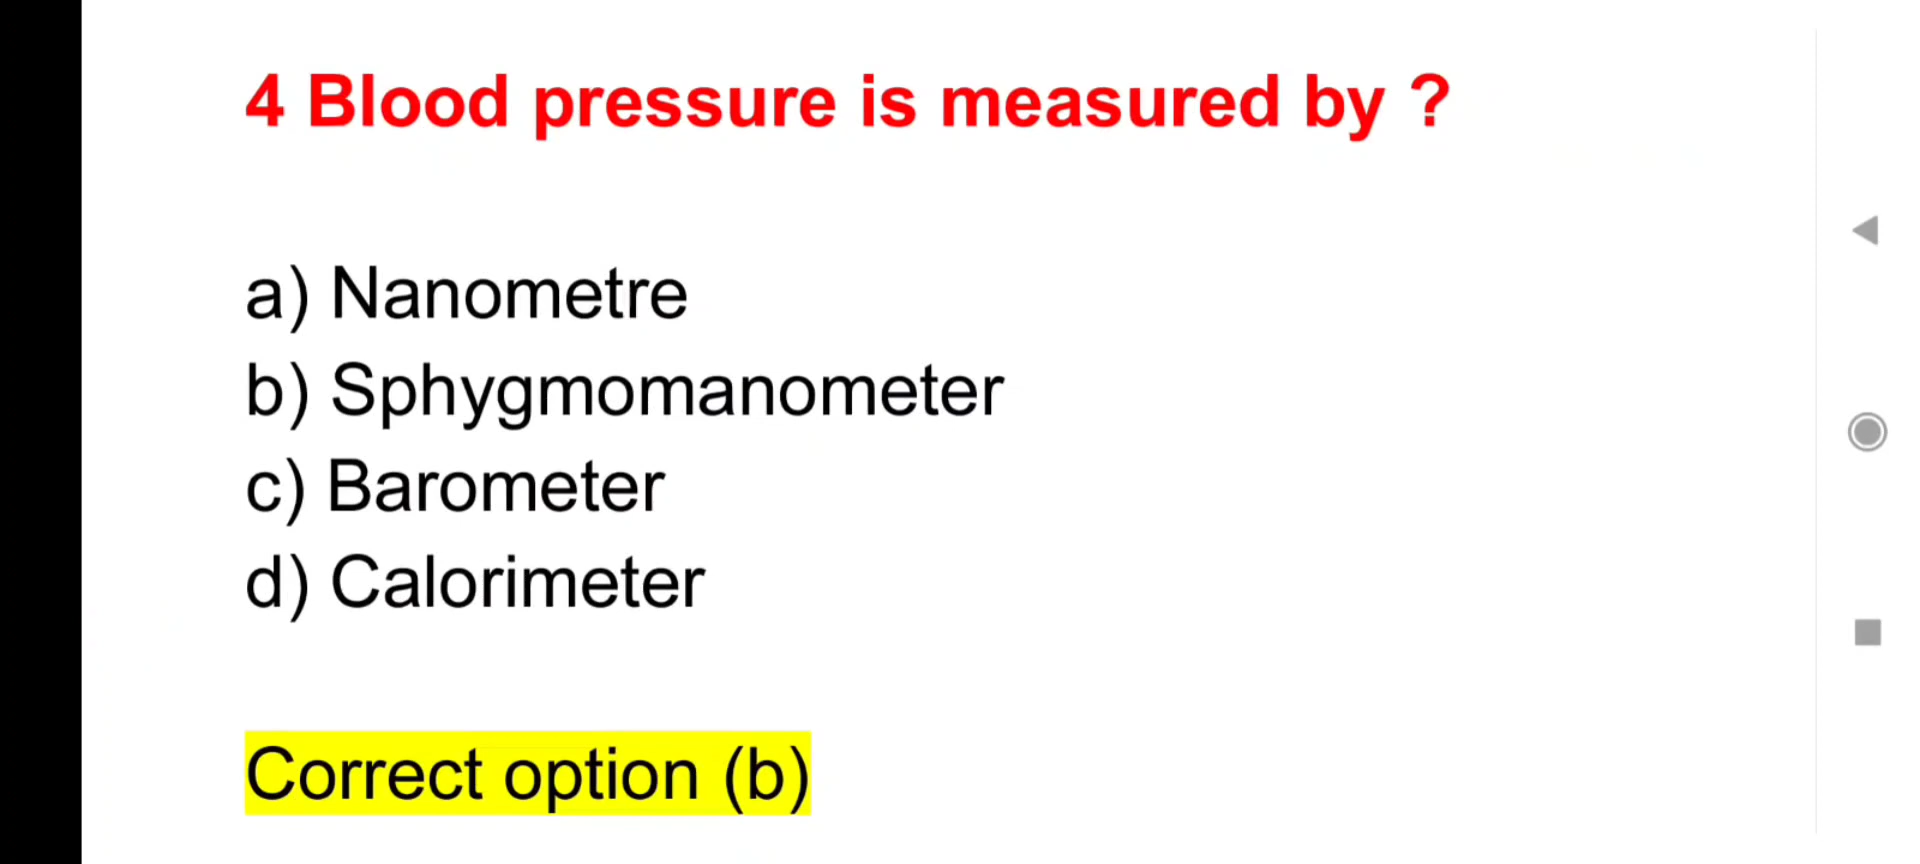 4 Blood pressure is measured by ?
a) Nanometre
b) Sphygmomanometer
c) Barometer
d) Calorimeter
Correct option (b)